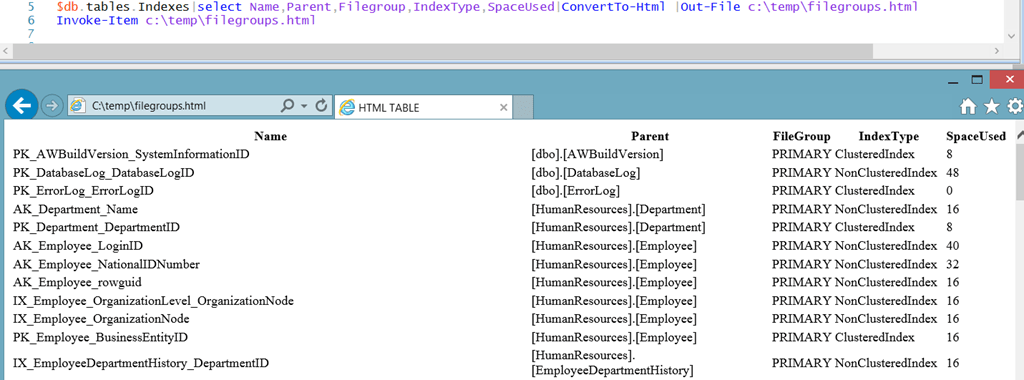 5 $db.tables.Indexes|select Name,Parent,Filegroup,IndexType,SpaceUsed|ConvertTo-Html |Out-File c:\temp\filegroups.html
6 Invoke-Item c:\temp\filegroups.html
7
C:\temp\filegroups.html HTML TABLE
Name Parent FileGroup IndexType SpaceUsed
PK_AWBuildVersion_SystemInformationID [dbo].[AWBuildVersion] PRIMARY ClusteredIndex 8
PK_DatabaseLog_DatabaseLogID [dbo].[DatabaseLog] PRIMARY NonClusteredIndex 48
PK_ErrorLog_ErrorLogID [dbo].[ErrorLog] PRIMARY ClusteredIndex 0
AK_Department_Name [HumanResources].[Department] PRIMARY NonClusteredIndex 16
PK_Department_DepartmentID [HumanResources].[Department] PRIMARY ClusteredIndex 8
AK_Employee_LoginID [HumanResources].[Employee] PRIMARY NonClusteredIndex 40
AK_Employee_NationalIDNumber [HumanResources].[Employee] PRIMARY NonClusteredIndex 32
AK_Employee_rowguid [HumanResources].[Employee] PRIMARY NonClusteredIndex 16
IX_Employee_OrganizationLevel_OrganizationNode [HumanResources].[Employee] PRIMARY NonClusteredIndex 16
IX_Employee_OrganizationNode [HumanResources].[Employee] PRIMARY NonClusteredIndex 16
PK_Employee_BusinessEntityID [HumanResources].[Employee] PRIMARY ClusteredIndex 16
IX_EmployeeDepartmentHistory_DepartmentID [HumanResources]. PRIMARY NonClusteredIndex 16
[EmployeeDepartmentHistory]